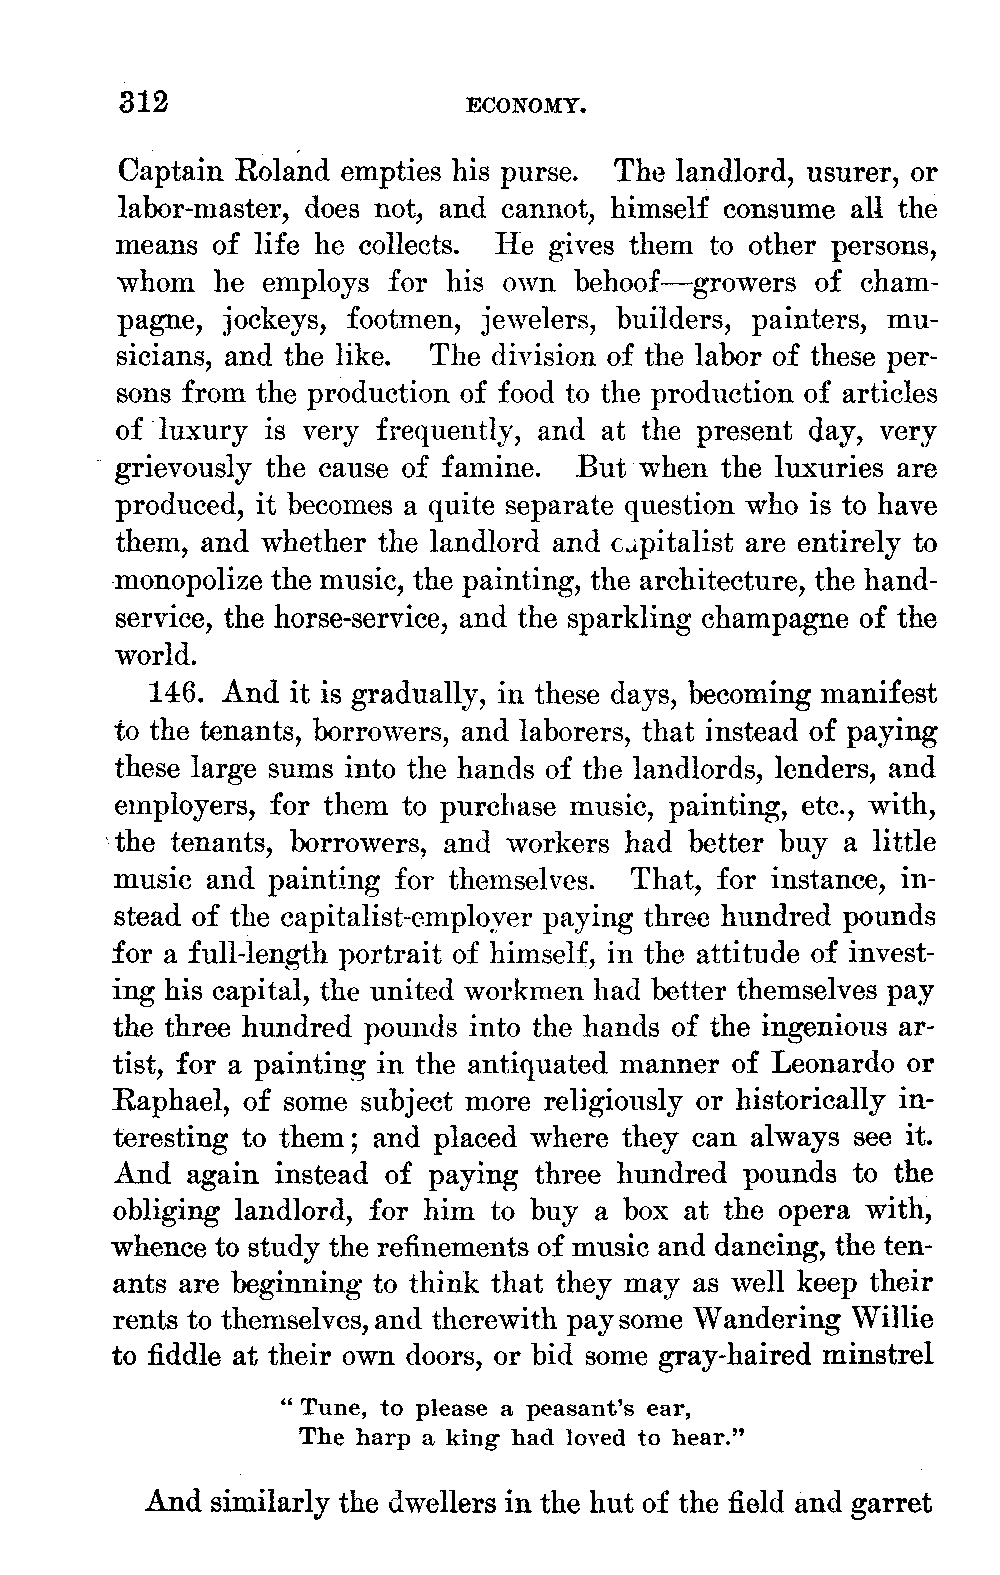 312 ECONOMY.
Captain Roland empties his purse. The landlord, usurer, or
labor-master, does not, and cannot, himself consume all the
means of life he collects. He gives them to other persons,
whom he employs for his own behoof—growers of cham-
pagne, jockeys, footmen, jewelers, builders, painters, mu-
sicians, and the like. The division of the labor of these per-
sons from the production of food to the production of articles
of luxury is very frequently, and at the present day, very
grievously the cause of famine. But when the luxuries are
produced, it becomes a quite separate question who is to have
them, and whether the landlord and capitalist are entirely to
monopolize the music, the painting, the architecture, the hand-
service, the horse-service, and the sparkling champagne of the
world.
146. And it is gradually, in these days, becoming manifest
to the tenants, borrowers, and laborers, that instead of paying
these large sums into the hands of the landlords, lenders, and
employers, for them to purchase music, painting, etc., with,
the tenants, borrowers, and workers had better buy a little
music and painting for themselves. That, for instance, in-
stead of the capitalist-employer paying three hundred pounds
for a full-length portrait of himself, in the attitude of invest-
ing his capital, the united workmen had better themselves pay
the three hundred pounds into the hands of the ingenious ar-
tist, for a painting in the antiquated manner of Leonardo or
Raphael, of some subject more religiously or historically in-
teresting to them; and placed where they can always see it.
And again instead of paying three hundred pounds to the
obliging landlord, for him to buy a box at the opera with,
whence to study the refinements of music and dancing, the ten-
ants are beginning to think that they may as well keep their
rents to themselves, and therewith pay some Wandering Willie
to fiddle at their own doors, or bid some gray-haired minstrel
“Tune, to please a peasant’s ear,
The harp a king had loved to hear.”
And similarly the dwellers in the hut of the field and garret